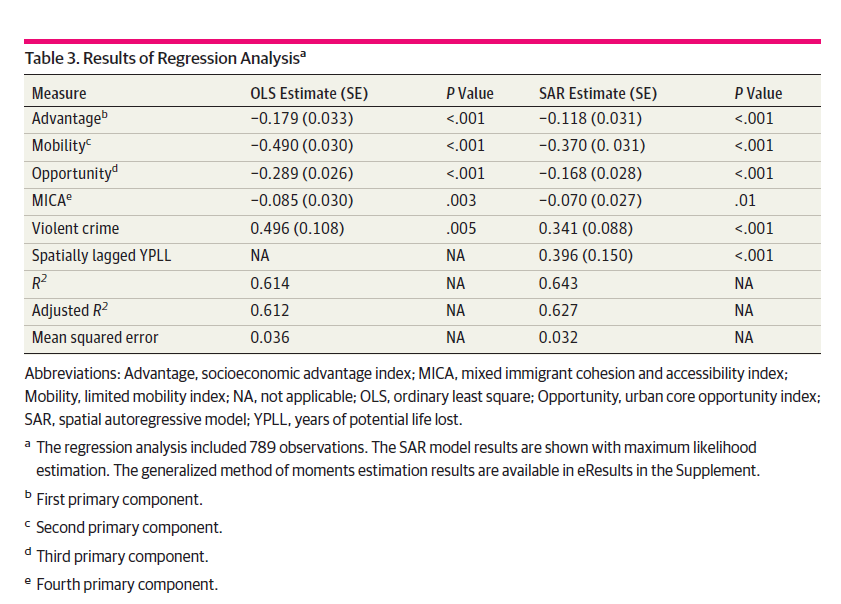 Table 3. Results of Regression Analysisa
Measure OLS Estimate (SE) P Value SAR Estimate (SE) P Value
Advantageb −0.179 (0.033) <.001 −0.118 (0.031) <.001
Mobilityc −0.490 (0.030) <.001 −0.370 (0. 031) <.001
Opportunityd −0.289 (0.026) <.001 −0.168 (0.028) <.001
MICAe −0.085 (0.030) .003 −0.070 (0.027) .01
Violent crime 0.496 (0.108) .005 0.341 (0.088) <.001
Spatially lagged YPLL NA NA 0.396 (0.150) <.001
R2 0.614 NA 0.643 NA
Adjusted R2 0.612 NA 0.627 NA
Mean squared error 0.036 NA 0.032 NA
Abbreviations: Advantage, socioeconomic advantage index; MICA, mixed immigrant cohesion and accessibility index;
Mobility, limited mobility index; NA, not applicable; OLS, ordinary least square; Opportunity, urban core opportunity index;
SAR, spatial autoregressive model; YPLL, years of potential life lost.
a The regression analysis included 789 observations. The SAR model results are shown with maximum likelihood
estimation. The generalized method of moments estimation results are available in eResults in the Supplement.
b First primary component.
c Second primary component.
d Third primary component.
e Fourth primary component.